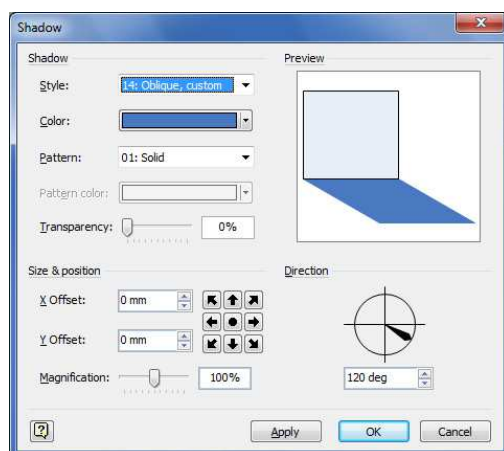 Shadow
Shadow
Style: 14: Oblique, custom
Color:
Pattern: 01: Solid
Pattern color:
Transparency: 0%
Preview
Size & position
X Offset: 0 mm
Y Offset: 0 mm
Magnification: 100%
Direction
120 deg
? Apply OK Cancel